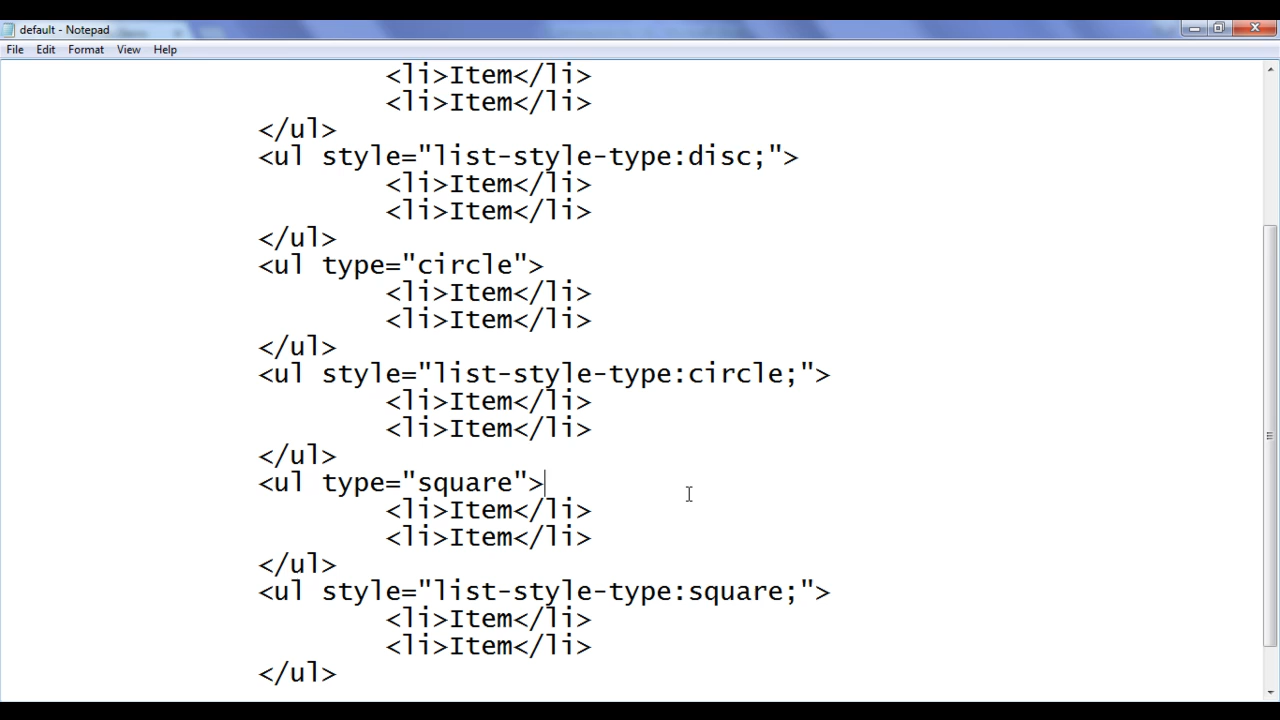 default - Notepad
File Edit Format View Help
<li>Item</li>
<li>Item</li>
</ul>
<ul style="list-style-type:disc;">
<li>Item</li>
<li>Item</li>
</ul>
<ul type="circle">
<li>Item</li>
<li>Item</li>
</ul>
<ul style="list-style-type:circle;">
<li>Item</li>
<li>Item</li>
</ul>
<ul type="square">
<li>Item</li>
<li>Item</li>
</ul>
<ul style="list-style-type:square;">
<li>Item</li>
<li>Item</li>
</ul>